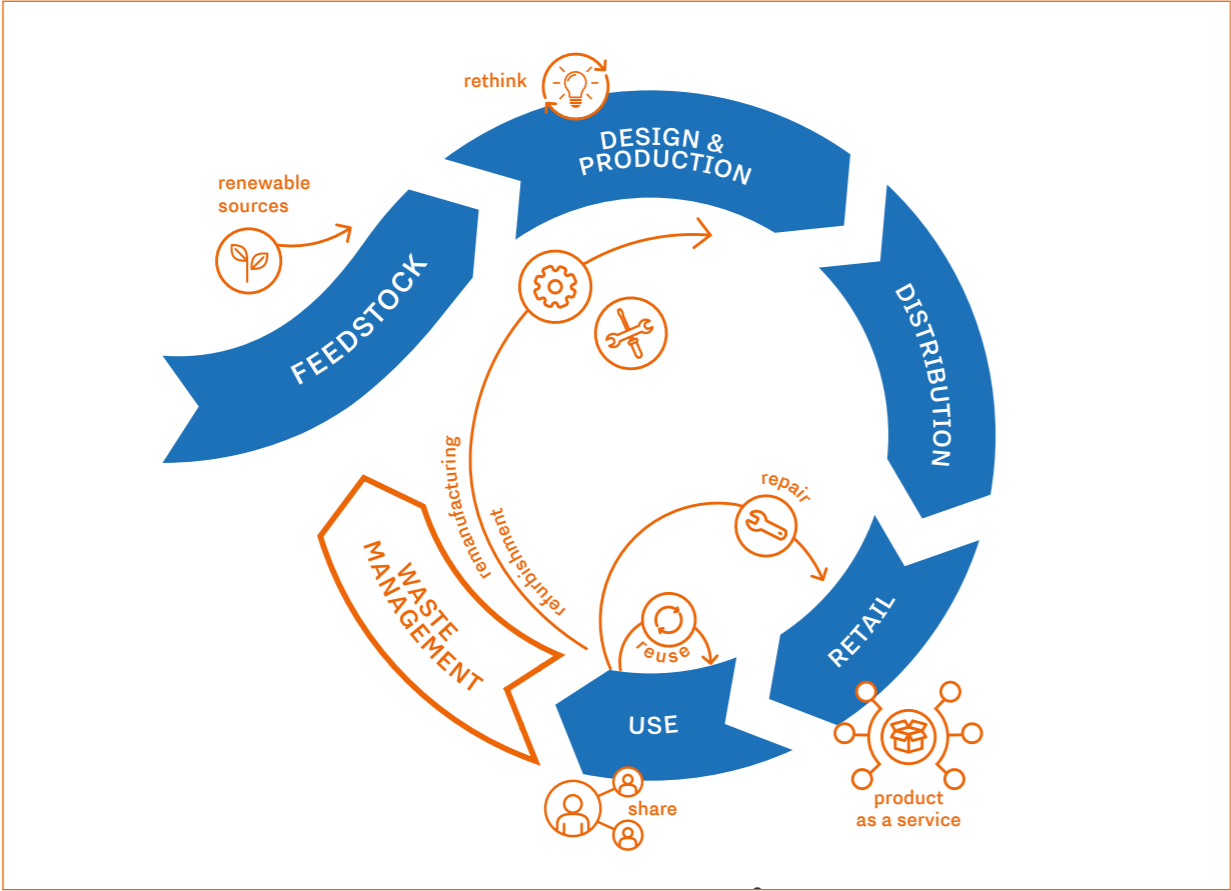 rethink
DESIGN &
PRODUCTION
renewable
sources
FEEDSTOCK
DISTRIBUTION
remanufacturing
refurbishment
repair
WASTE
MANAGEMENT
reuse
RETAIL
USE
share
product
as a service